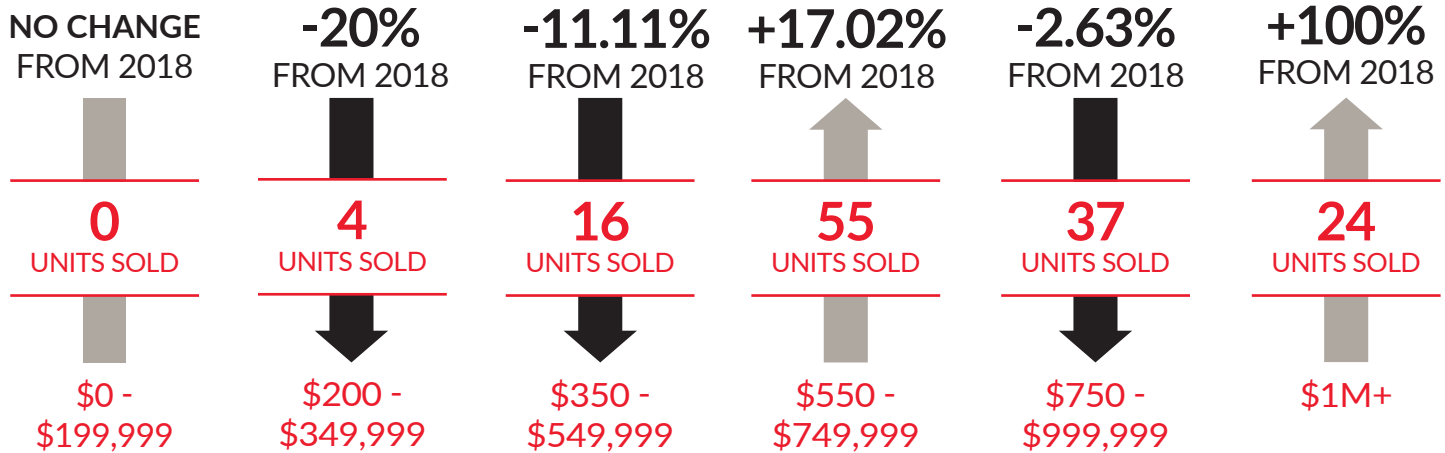 NO CHANGE
FROM 2018
0
UNITS SOLD
$0 -
$199,999
-20%
FROM 2018
4
UNITS SOLD
$200 -
$349,999
-11.11%
FROM 2018
16
UNITS SOLD
$350 -
$549,999
+17.02%
FROM 2018
55
UNITS SOLD
$550 -
$749,999
-2.63%
FROM 2018
37
UNITS SOLD
$750 -
$999,999
+100%
FROM 2018
24
UNITS SOLD
$1M+